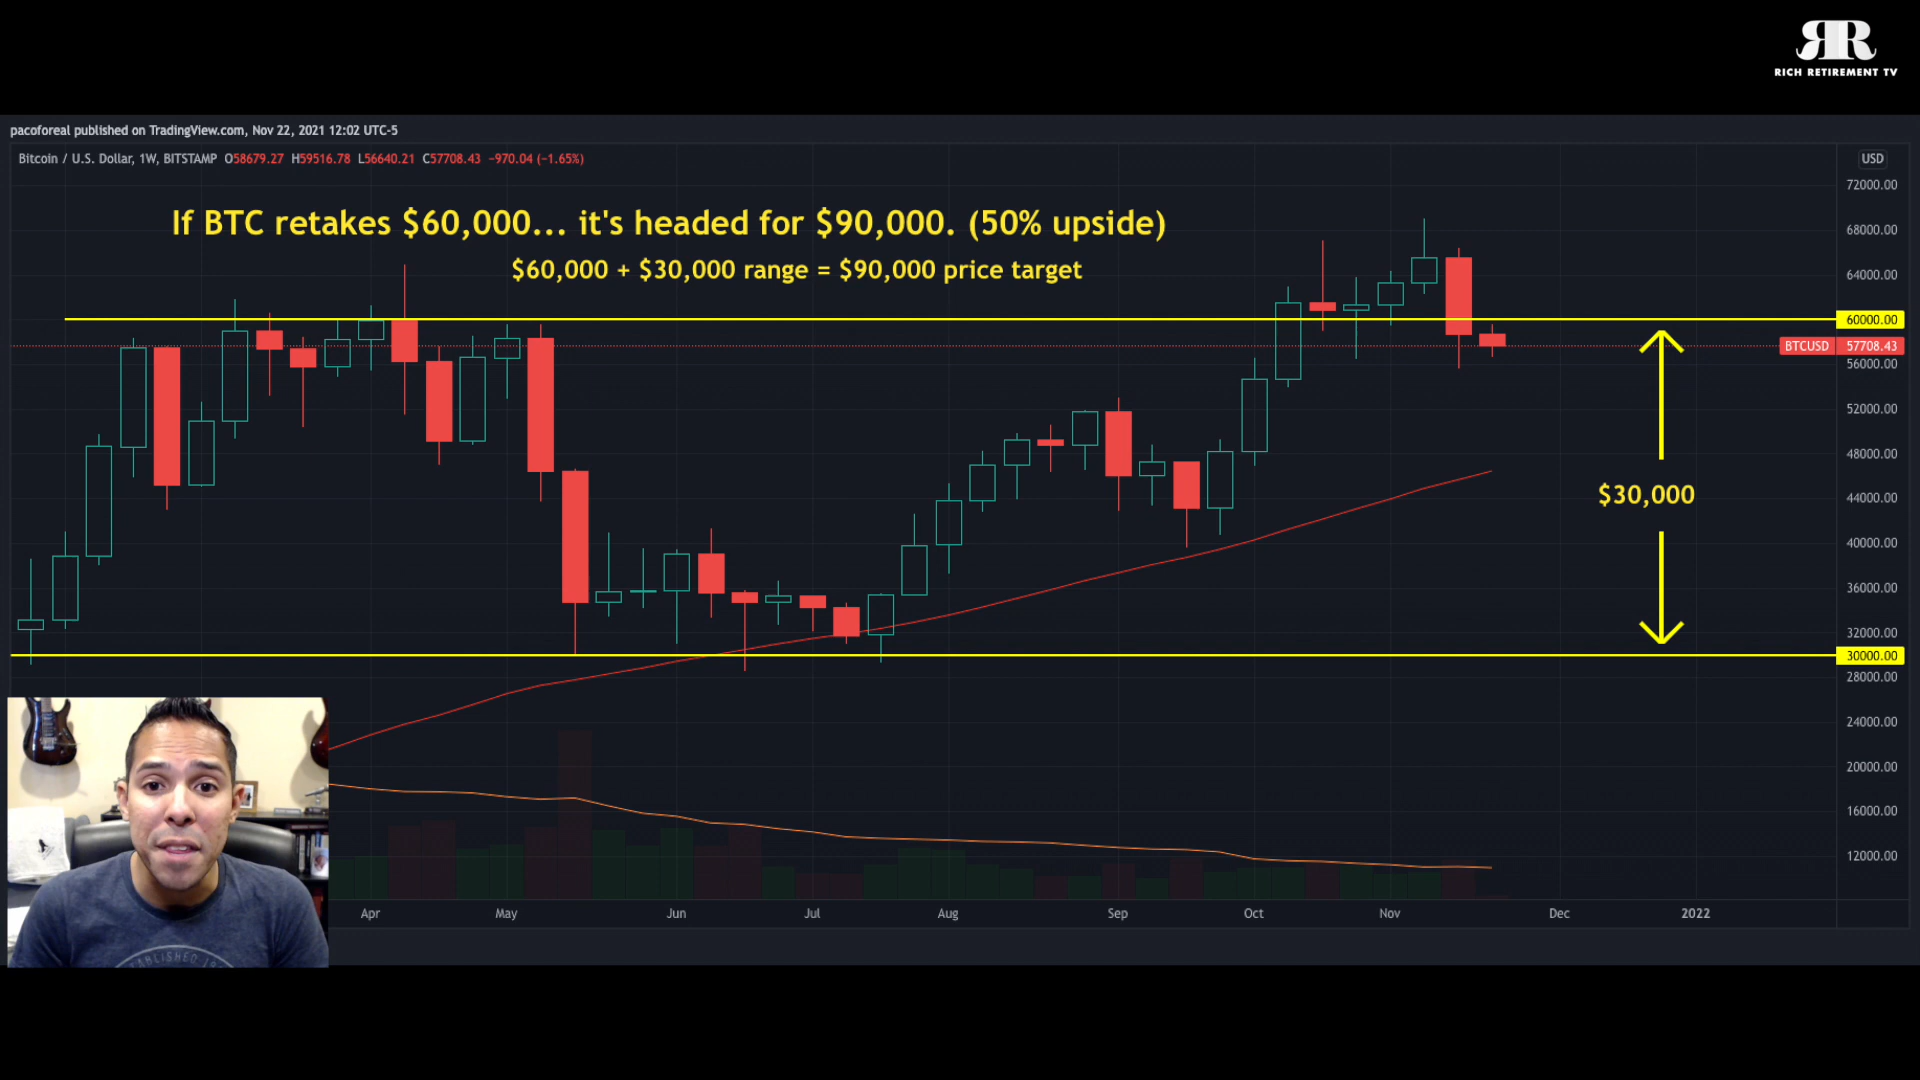 RR
RICH RETIREMENT TV
pacoforeal published on TradingView.com, Nov 22, 2021 12:02 UTC-5
Bitcoin / U.S. Dollar, 1W, BITSTAMP O58679.27 H59516.78 L56640.21 C57708.43 −970.04 (−1.65%)
USD
If BTC retakes $60,000... it's headed for $90,000. (50% upside)
$60,000 + $30,000 range = $90,000 price target
72000.00
68000.00
64000.00
60000.00
BTCUSD 57708.43
56000.00
52000.00
48000.00
$30,000
44000.00
40000.00
36000.00
32000.00
30000.00
28000.00
24000.00
20000.00
16000.00
12000.00
Apr May Jun Jul Aug Sep Oct Nov Dec 2022